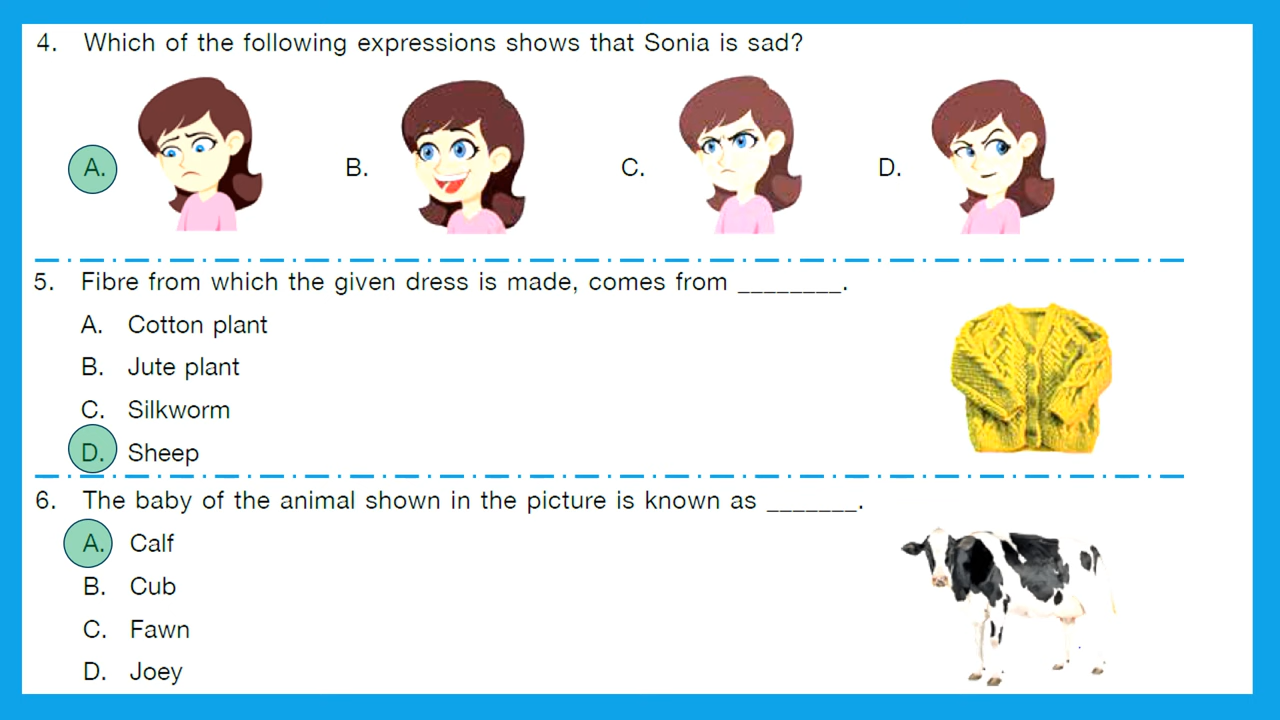 4. Which of the following expressions shows that Sonia is sad?
A. B. C. D.
5. Fibre from which the given dress is made, comes from ________.
A. Cotton plant
B. Jute plant
C. Silkworm
D. Sheep
6. The baby of the animal shown in the picture is known as _______.
A. Calf
B. Cub
C. Fawn
D. Joey